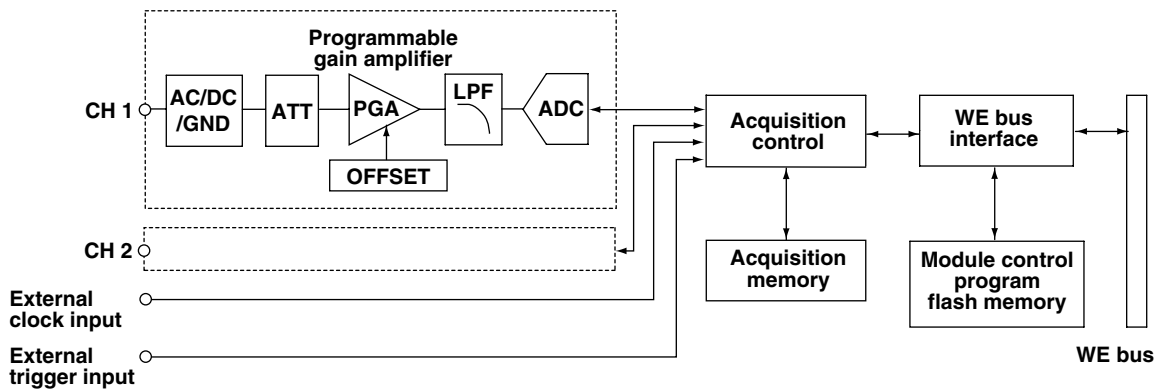 Programmable
gain amplifier
CH 1
AC/DC
/GND
ATT
PGA
LPF
ADC
OFFSET
Acquisition
control
WE bus
interface
CH 2
Acquisition
memory
Module control
program
flash memory
External
clock input
External
trigger input
WE bus